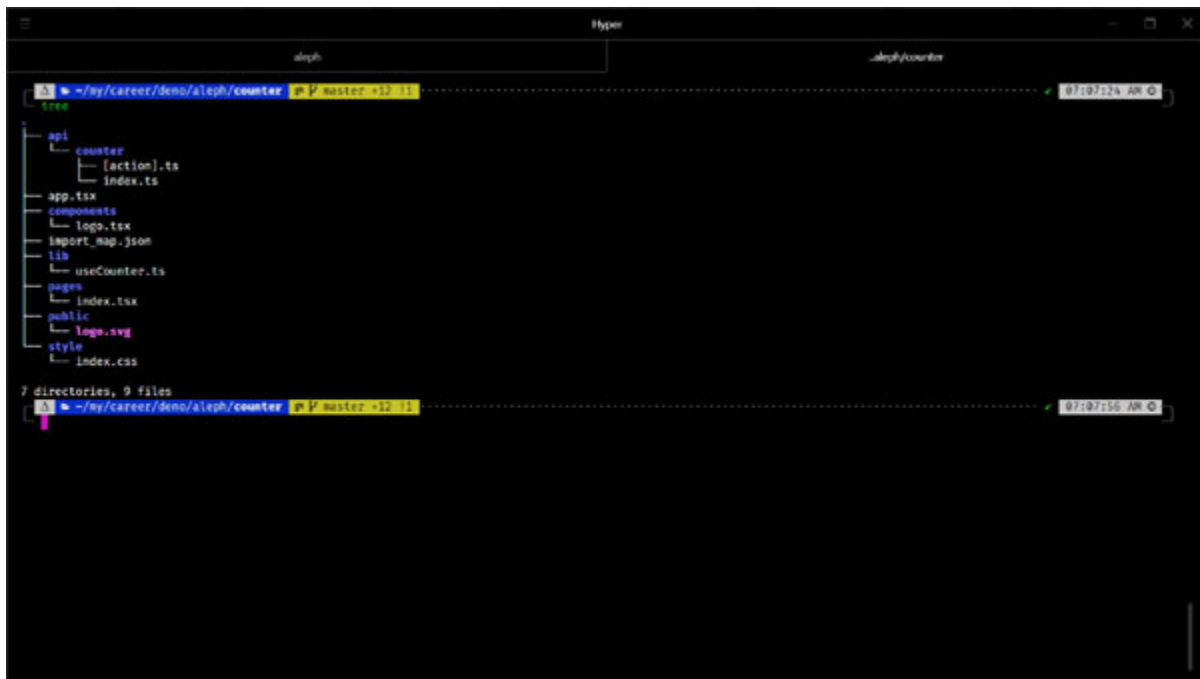 Hyper
aleph
..aleph/counter
~/my/career/deno/aleph/counter master +12 !1 07:07:24 AM
tree
.
├── api
│   └── counter
│       ├── [action].ts
│       └── index.ts
├── app.tsx
├── components
│   └── logo.tsx
├── import_map.json
├── lib
│   └── useCounter.ts
├── pages
│   └── index.tsx
├── public
│   └── logo.svg
└── style
    └── index.css
7 directories, 9 files
~/my/career/deno/aleph/counter master +12 !1 07:07:56 AM